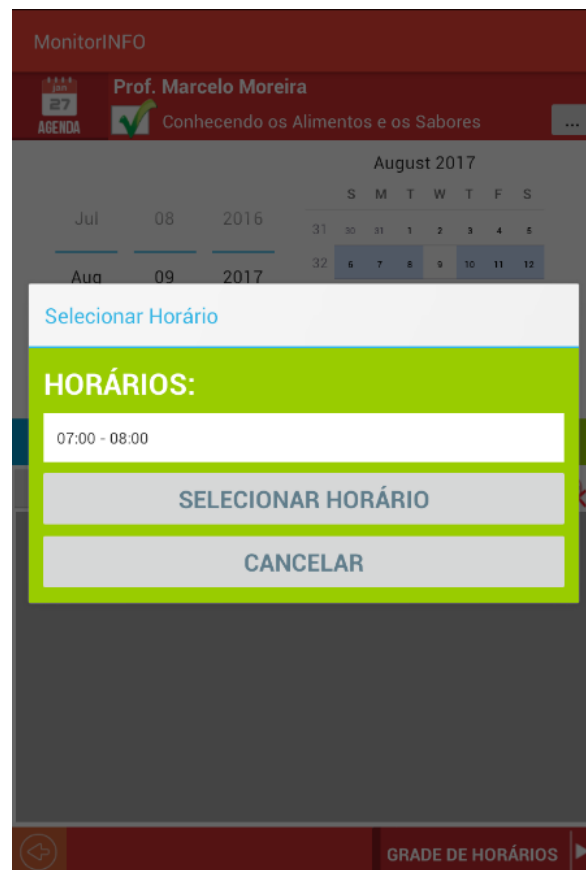 MonitorINFO
jan
27
AGENDA
Prof. Marcelo Moreira
Conhecendo os Alimentos e os Sabores
...
August 2017
S M T W T F S
Jul 08 2016
31 30 31 1 2 3 4 5
32 6 7 8 9 10 11 12
Aug 09 2017
Selecionar Horário
HORÁRIOS:
07:00 - 08:00
SELECIONAR HORÁRIO
CANCELAR
GRADE DE HORÁRIOS